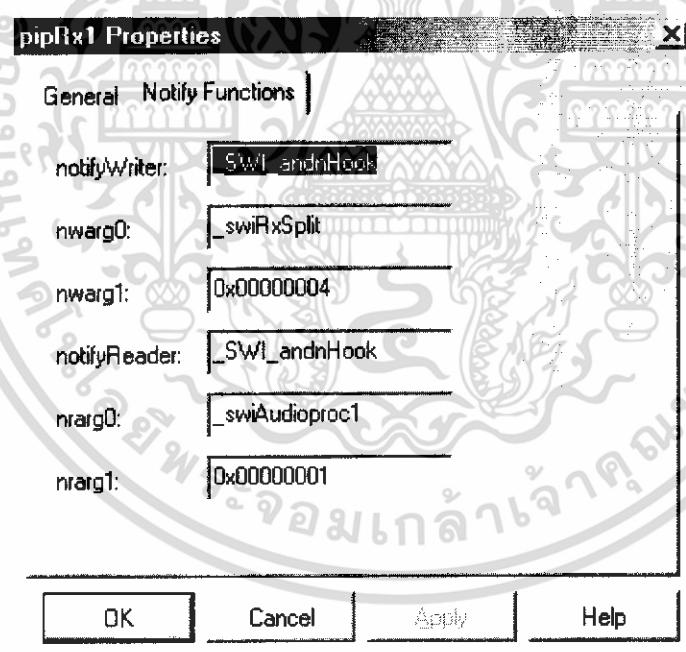 pipRx1 Properties
General Notify Functions
notifyWriter: _SWI_andnHook
nwarg0: _swiRxSplit
nwarg1: 0x00000004
notifyReader: _SWI_andnHook
nrarg0: _swiAudioproc1
nrarg1: 0x00000001
OK Cancel Apply Help